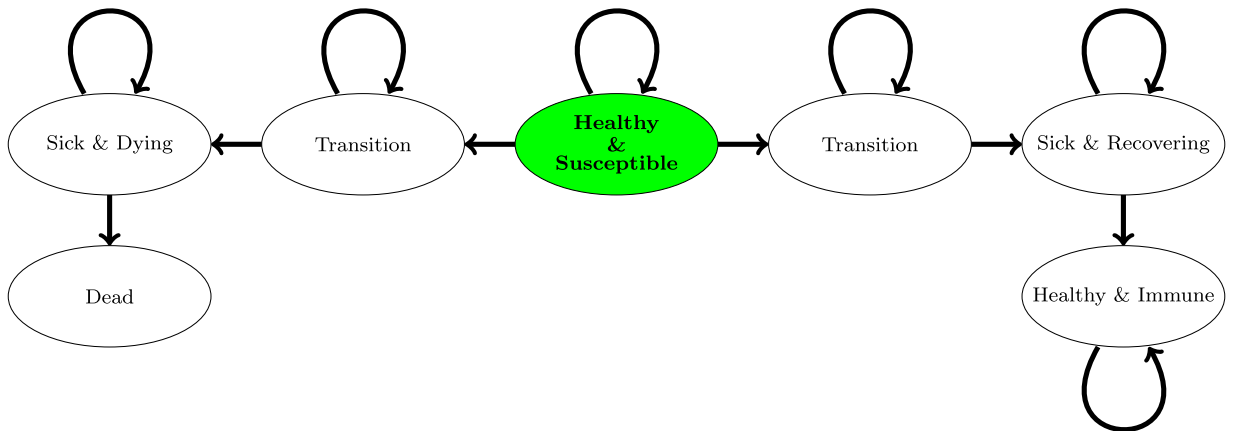 Sick & Dying
Transition
Healthy
&
Susceptible
Transition
Sick & Recovering
Dead
Healthy & Immune